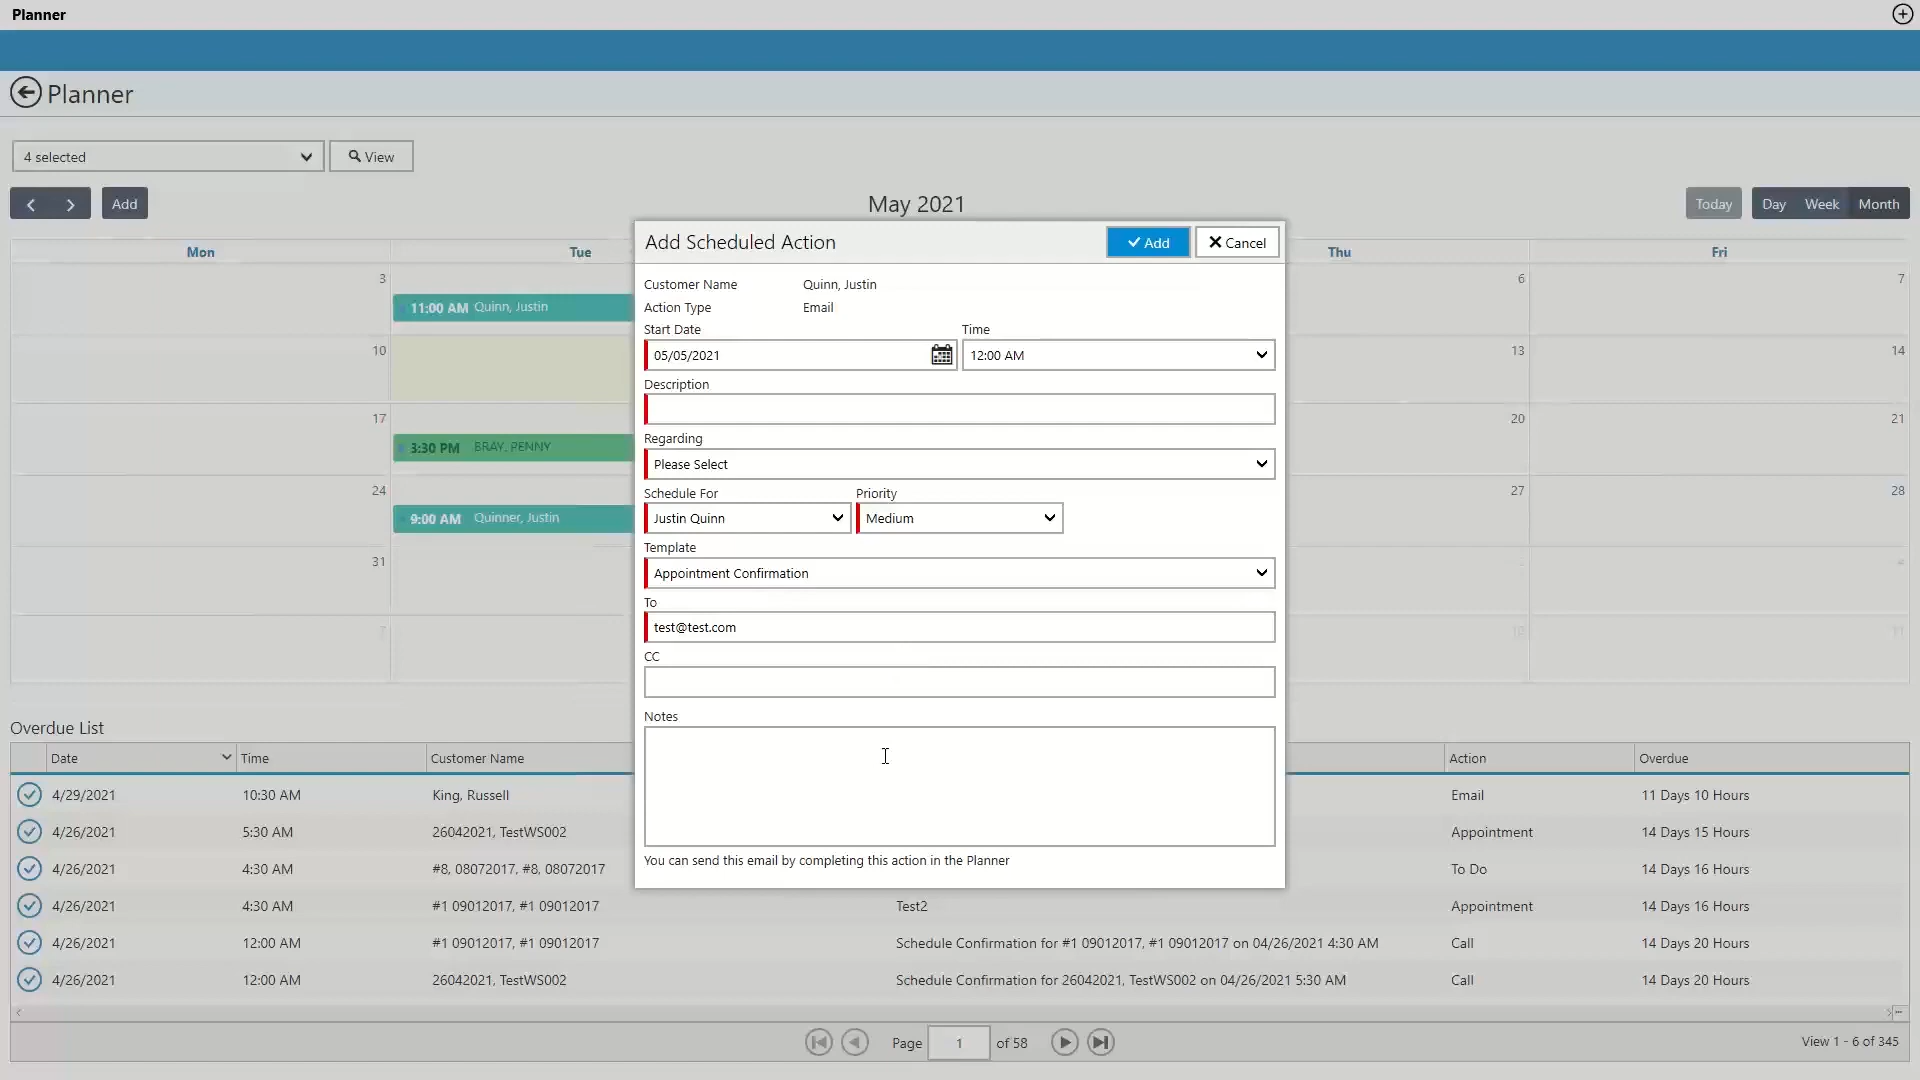 Planner
Planner
4 selected
View
Add
May 2021
Today
Day Week Month
Mon
Tue
Thu
Fri
3
6
7
11:00 AM Quinn, Justin
10
13
14
17
20
21
3:30 PM BRAY, PENNY
24
27
28
9:00 AM Quinner, Justin
31
7
Add Scheduled Action
Add
Cancel
Customer Name Quinn, Justin
Action Type Email
Start Date Time
05/05/2021 12:00 AM
Description
Regarding
Please Select
Schedule For Priority
Justin Quinn Medium
Template
Appointment Confirmation
To
test@test.com
CC
Notes
You can send this email by completing this action in the Planner
Overdue List
Date Time Customer Name Action Overdue
4/29/2021 10:30 AM King, Russell Email 11 Days 10 Hours
4/26/2021 5:30 AM 26042021, TestWS002 Appointment 14 Days 15 Hours
4/26/2021 4:30 AM #8, 08072017, #8, 08072017 To Do 14 Days 16 Hours
4/26/2021 4:30 AM #1 09012017, #1 09012017 Test2 Appointment 14 Days 16 Hours
4/26/2021 12:00 AM #1 09012017, #1 09012017 Schedule Confirmation for #1 09012017, #1 09012017 on 04/26/2021 4:30 AM Call 14 Days 20 Hours
4/26/2021 12:00 AM 26042021, TestWS002 Schedule Confirmation for 26042021, TestWS002 on 04/26/2021 5:30 AM Call 14 Days 20 Hours
Page 1 of 58
View 1 - 6 of 345